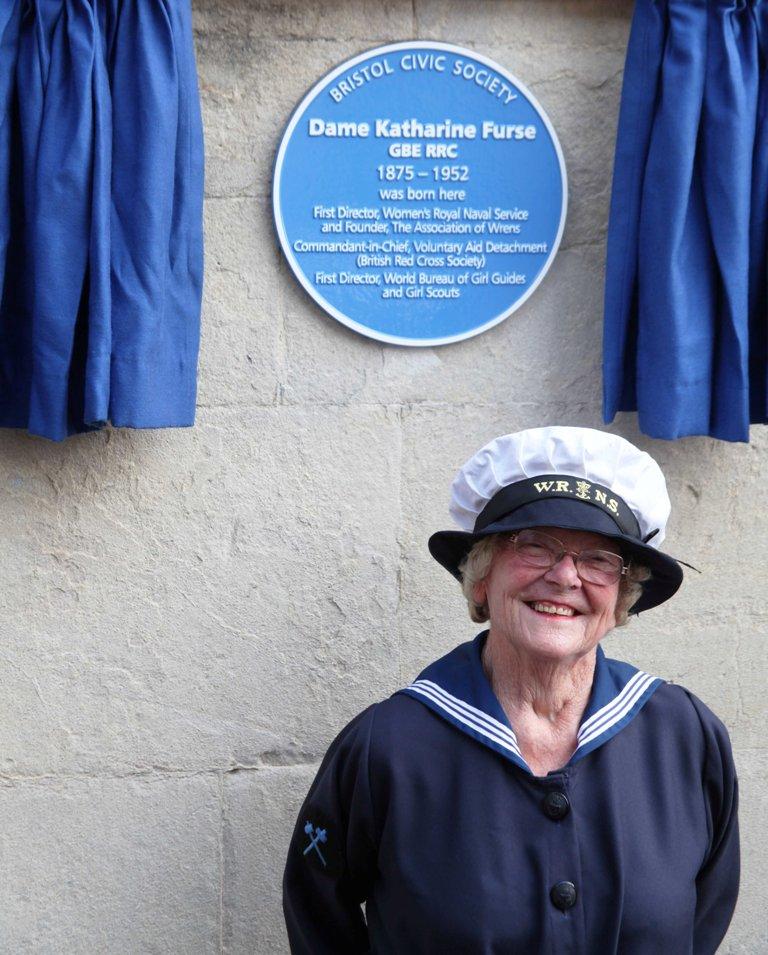 BRISTOL CIVIC SOCIETY
Dame Katharine Furse
GBE RRC
1875 – 1952
was born here
First Director, Women's Royal Naval Service
and Founder, The Association of Wrens
Commandant-in-Chief, Voluntary Aid Detachment
(British Red Cross Society)
First Director, World Bureau of Girl Guides
and Girl Scouts
W.R. N.S.